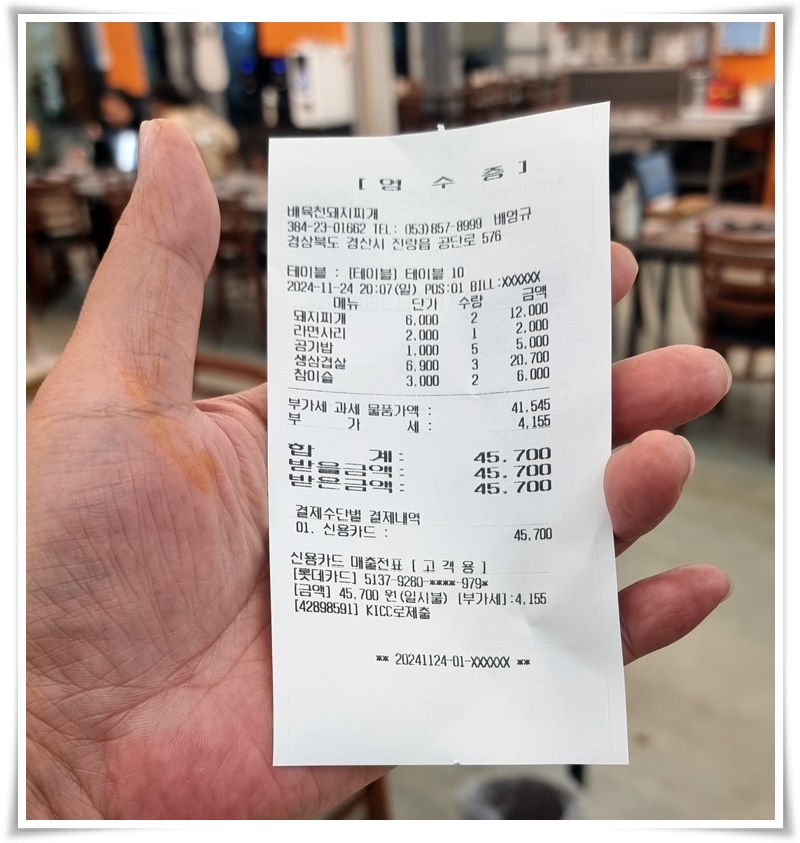 [ 영 수 증 ]
배육천돼지찌개
384-23-01662 TEL: 053)857-8999 배영규
경상북도 경산시 진량읍 공단로 576
테이블 : [테이블] 테이블 10
2024-11-24 20:07(일) POS:01 BILL:XXXXXX
메뉴 단가 수량 금액
돼지찌개 6,000 2 12,000
라면사리 2,000 1 2,000
공기밥 1,000 5 5,000
생삼겹살 6,900 3 20,700
참이슬 3,000 2 6,000
부가세 과세 물품가액 : 41,545
부 가 세 : 4,155
합 계: 45,700
받을금액: 45,700
받은금액: 45,700
결제수단별 결제내역
01. 신용카드 : 45,700
신용카드 매출전표 [ 고 객 용 ]
[롯데카드] 5137-9280-****-979*
[금액] 45,700 원(일시불) [부가세]:4,155
[42898591] KICC로제출
** 20241124-01-XXXXXX **